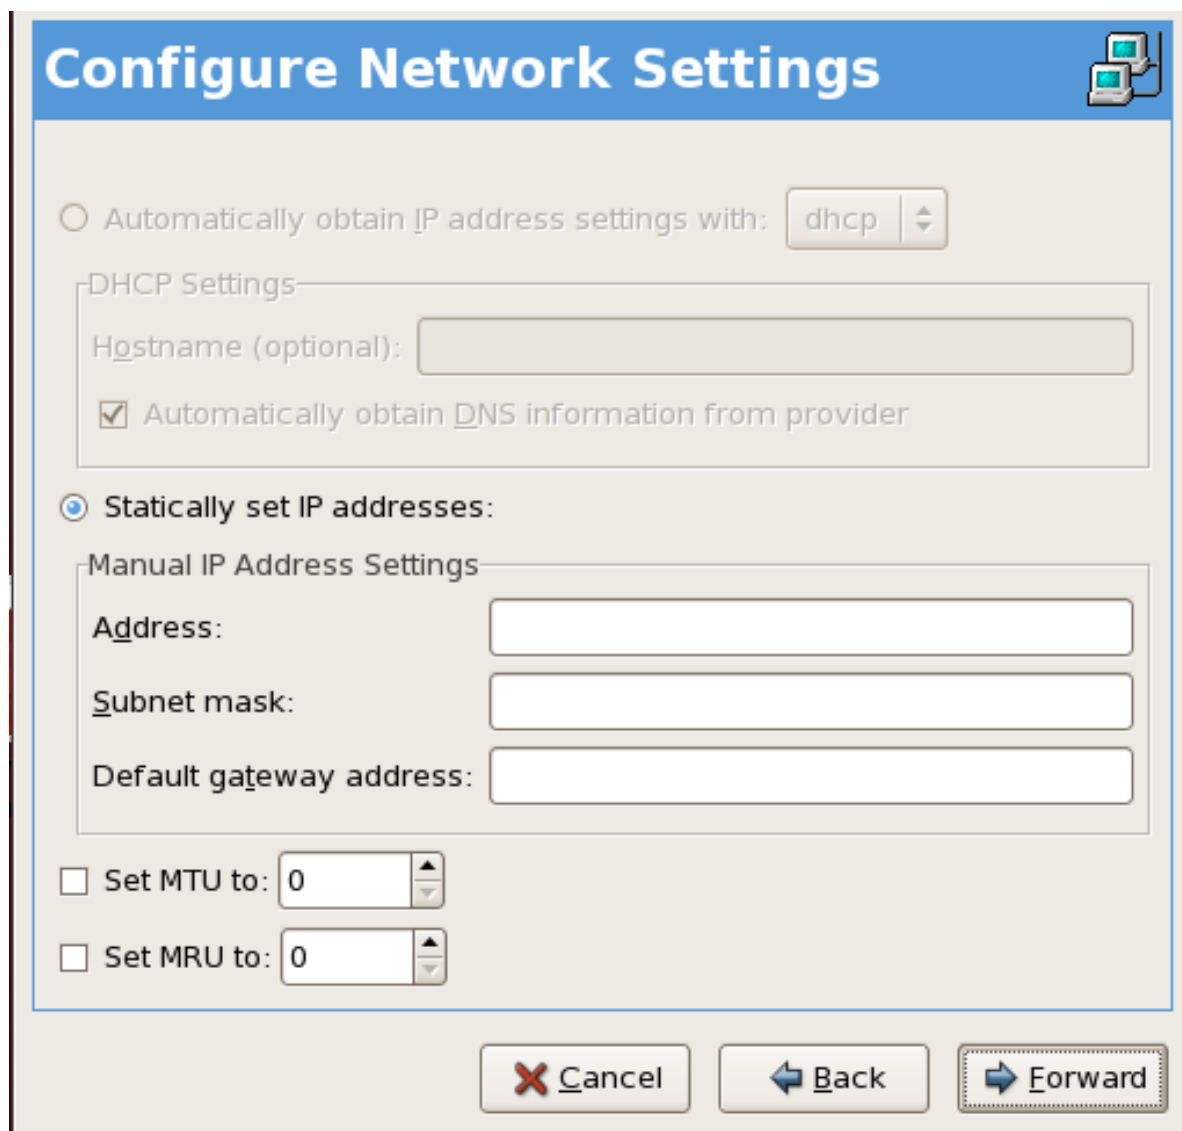 Configure Network Settings
Automatically obtain IP address settings with: dhcp
DHCP Settings
Hostname (optional):
Automatically obtain DNS information from provider
Statically set IP addresses:
Manual IP Address Settings
Address:
Subnet mask:
Default gateway address:
Set MTU to: 0
Set MRU to: 0
Cancel Back Forward